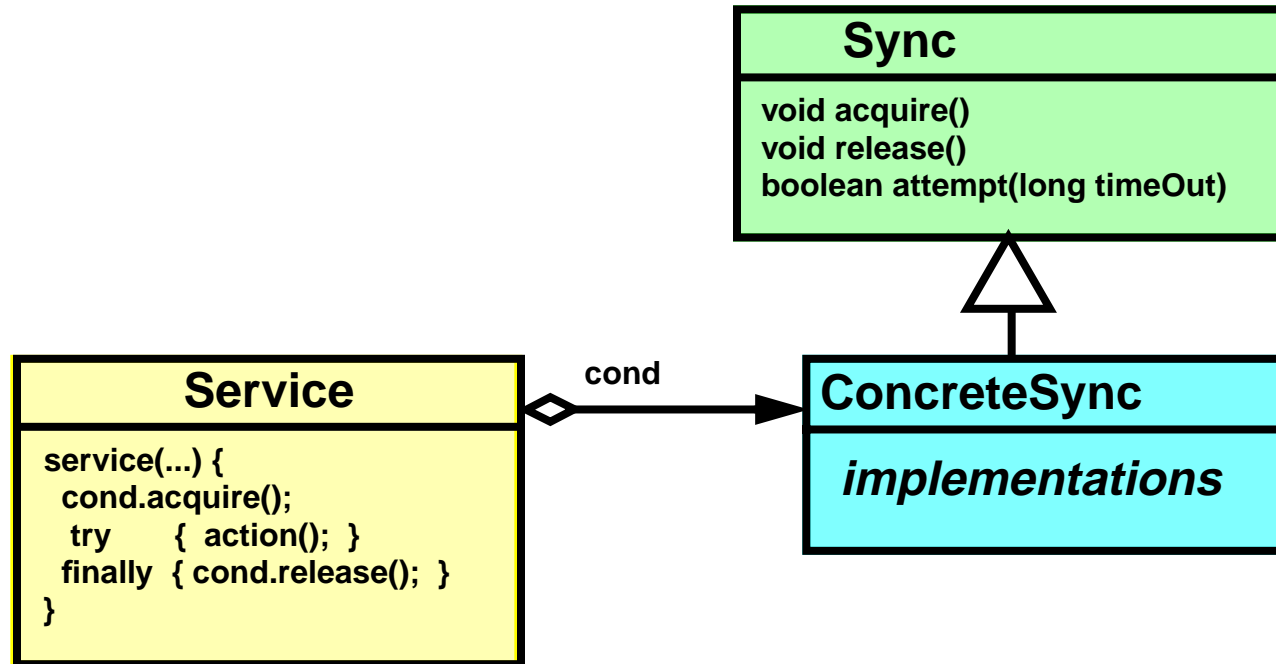 Sync
void acquire()
void release()
boolean attempt(long timeOut)
Service
service(...) {
cond.acquire();
try { action(); }
finally { cond.release(); }
}
cond
ConcreteSync
implementations